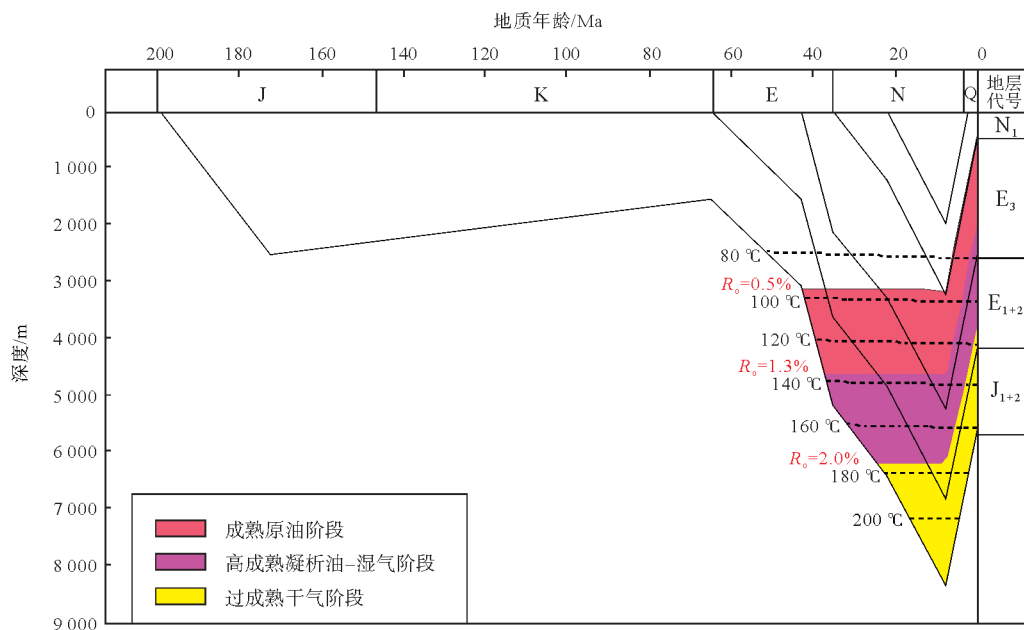 地质年龄/Ma
200 180 160 140 120 100 80 60 40 20 0
J K E N Q 地层
代号
0
N₁
1 000
E₃
2 000
80 ℃
3 000
Rₒ=0.5%
100 ℃
E₁₊₂
4 000
120 ℃
深度/m
Rₒ=1.3%
140 ℃
J₁₊₂
5 000
160 ℃
6 000
Rₒ=2.0%
180 ℃
7 000
200 ℃
成熟原油阶段
8 000
高成熟凝析油–湿气阶段
过成熟干气阶段
9 000